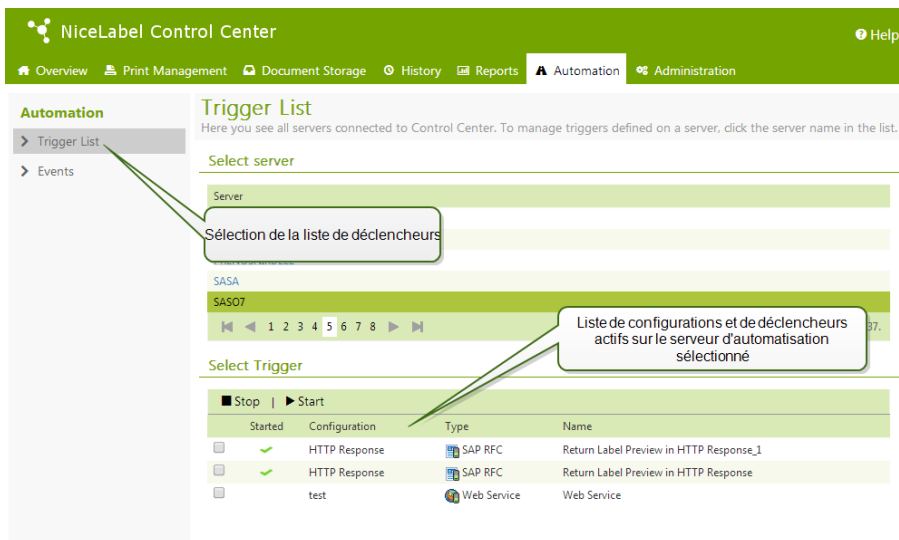 NiceLabel Control Center
Help
Overview Print Management Document Storage History Reports Automation Administration
Automation
Trigger List
Events
Trigger List
Here you see all servers connected to Control Center. To manage triggers defined on a server, click the server name in the list.
Select server
Server
Sélection de la liste de déclencheurs
SASA
SASO7
1 2 3 4 5 6 7 8
37.
Liste de configurations et de déclencheurs
actifs sur le serveur d'automatisation
sélectionné
Select Trigger
Stop | Start
Started Configuration Type Name
HTTP Response SAP RFC Return Label Preview in HTTP Response_1
HTTP Response SAP RFC Return Label Preview in HTTP Response
test Web Service Web Service